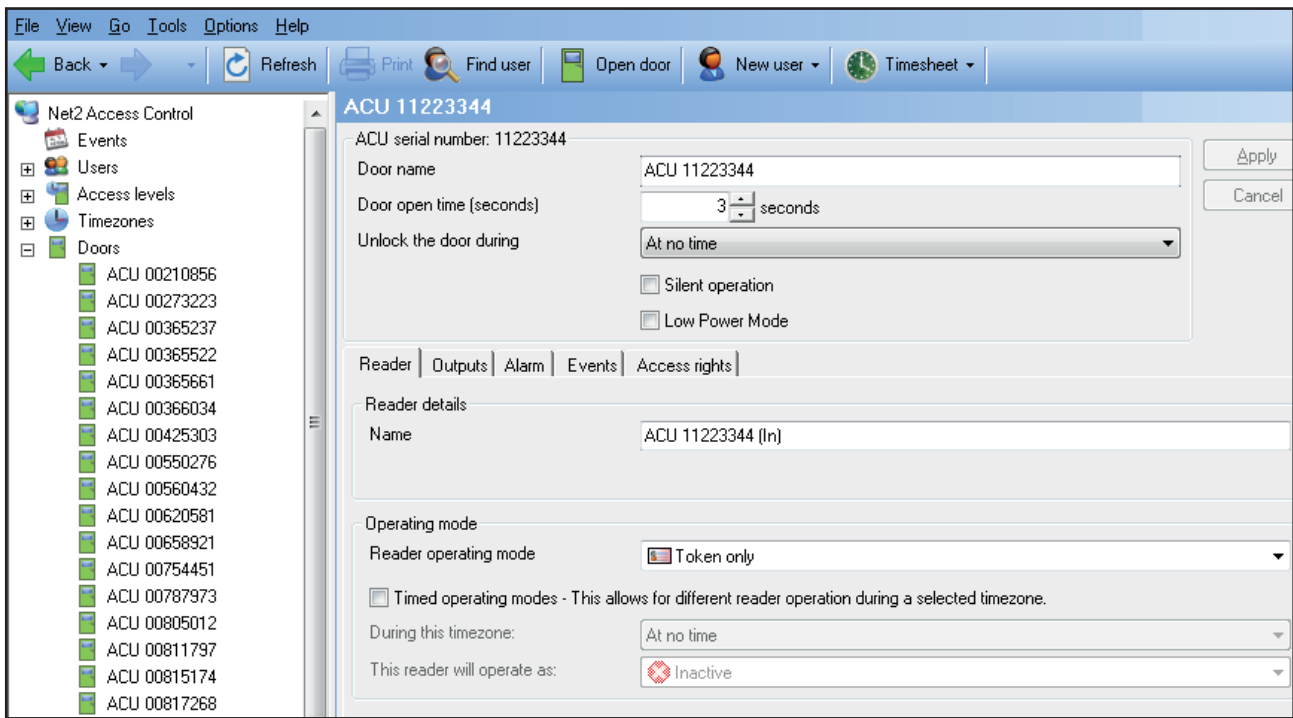 File View Go Tools Options Help
Back Refresh Print Find user Open door New user Timesheet
Net2 Access Control
Events
Users
Access levels
Timezones
Doors
ACU 00210856
ACU 00273223
ACU 00365237
ACU 00365522
ACU 00365661
ACU 00366034
ACU 00425303
ACU 00550276
ACU 00560432
ACU 00620581
ACU 00658921
ACU 00754451
ACU 00787973
ACU 00805012
ACU 00811797
ACU 00815174
ACU 00817268
ACU 11223344
ACU serial number: 11223344
Door name ACU 11223344
Door open time (seconds) 3 seconds
Unlock the door during At no time
Silent operation
Low Power Mode
Apply
Cancel
Reader Outputs Alarm Events Access rights
Reader details
Name ACU 11223344 (In)
Operating mode
Reader operating mode Token only
Timed operating modes - This allows for different reader operation during a selected timezone.
During this timezone: At no time
This reader will operate as: Inactive